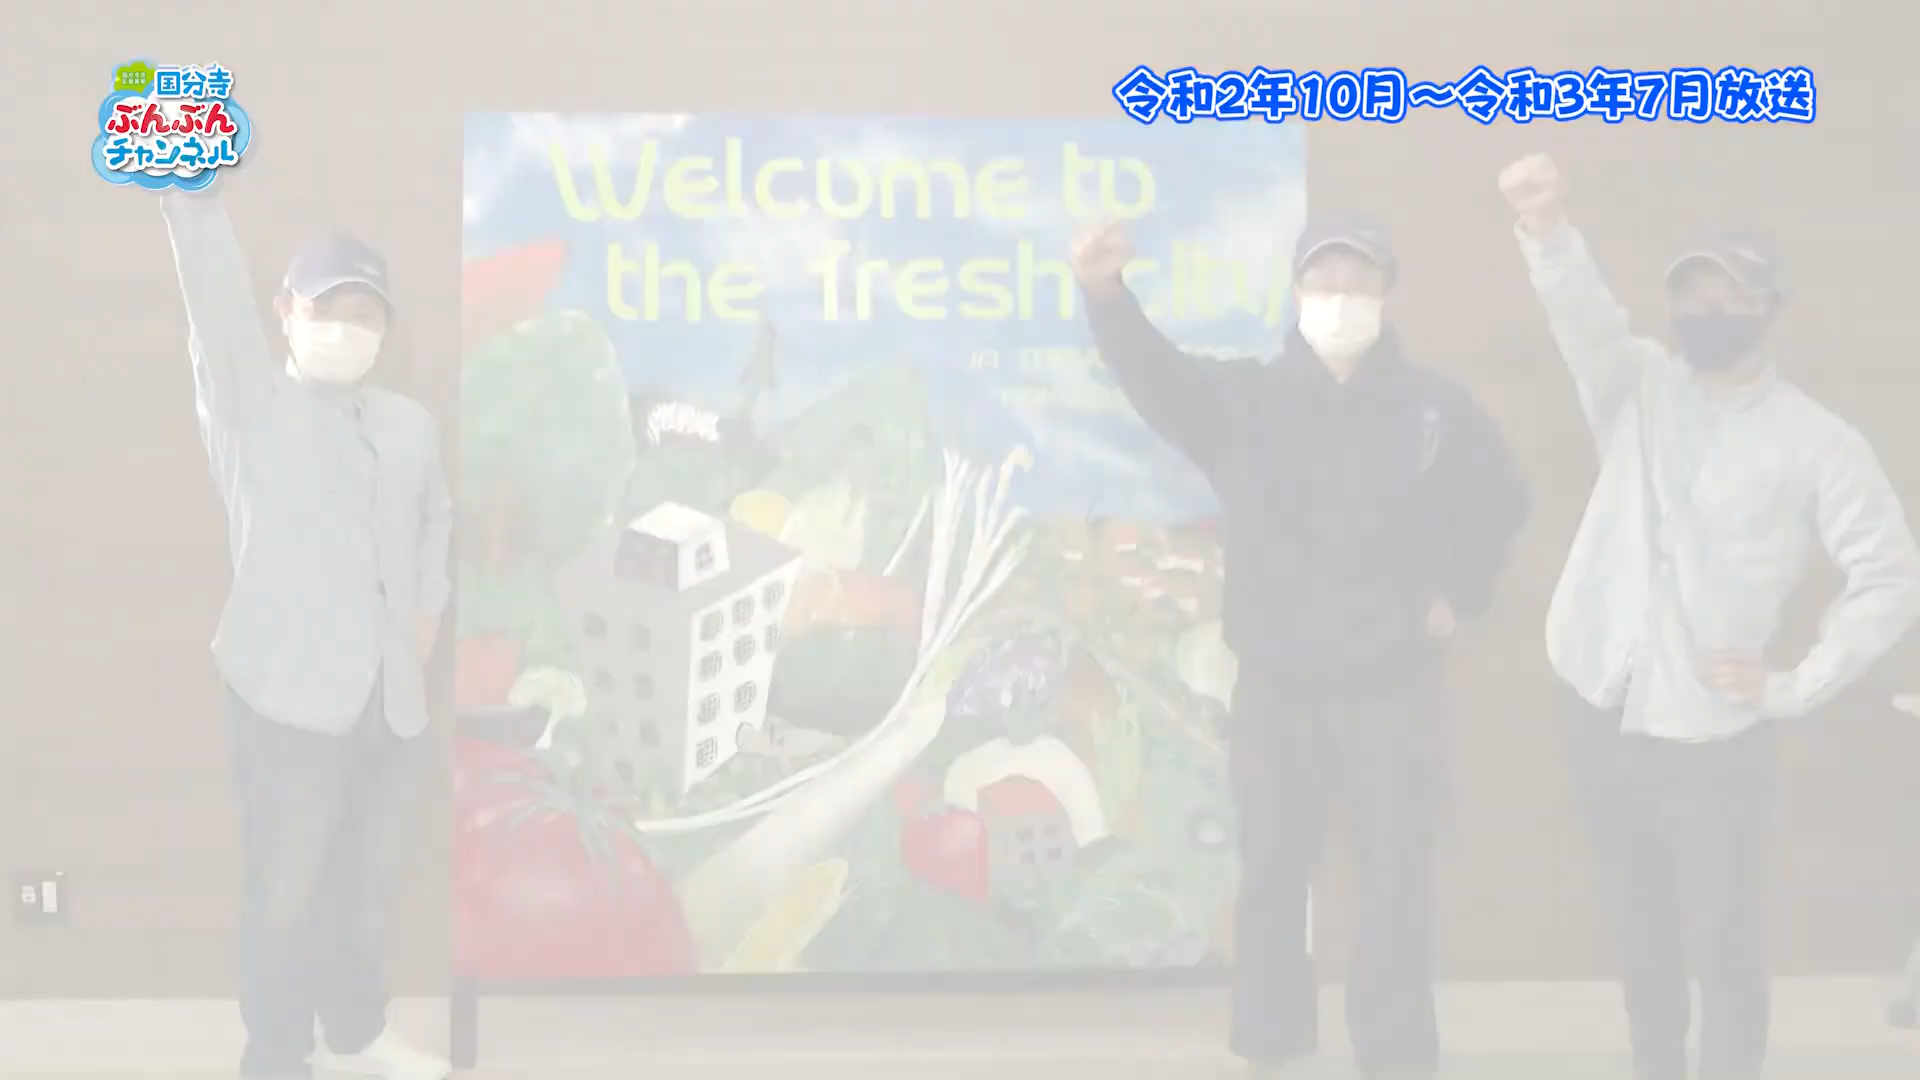 国分寺
ぶんぶん
チャンネル
令和2年10月～令和3年7月放送
Welcome to
the fresh city